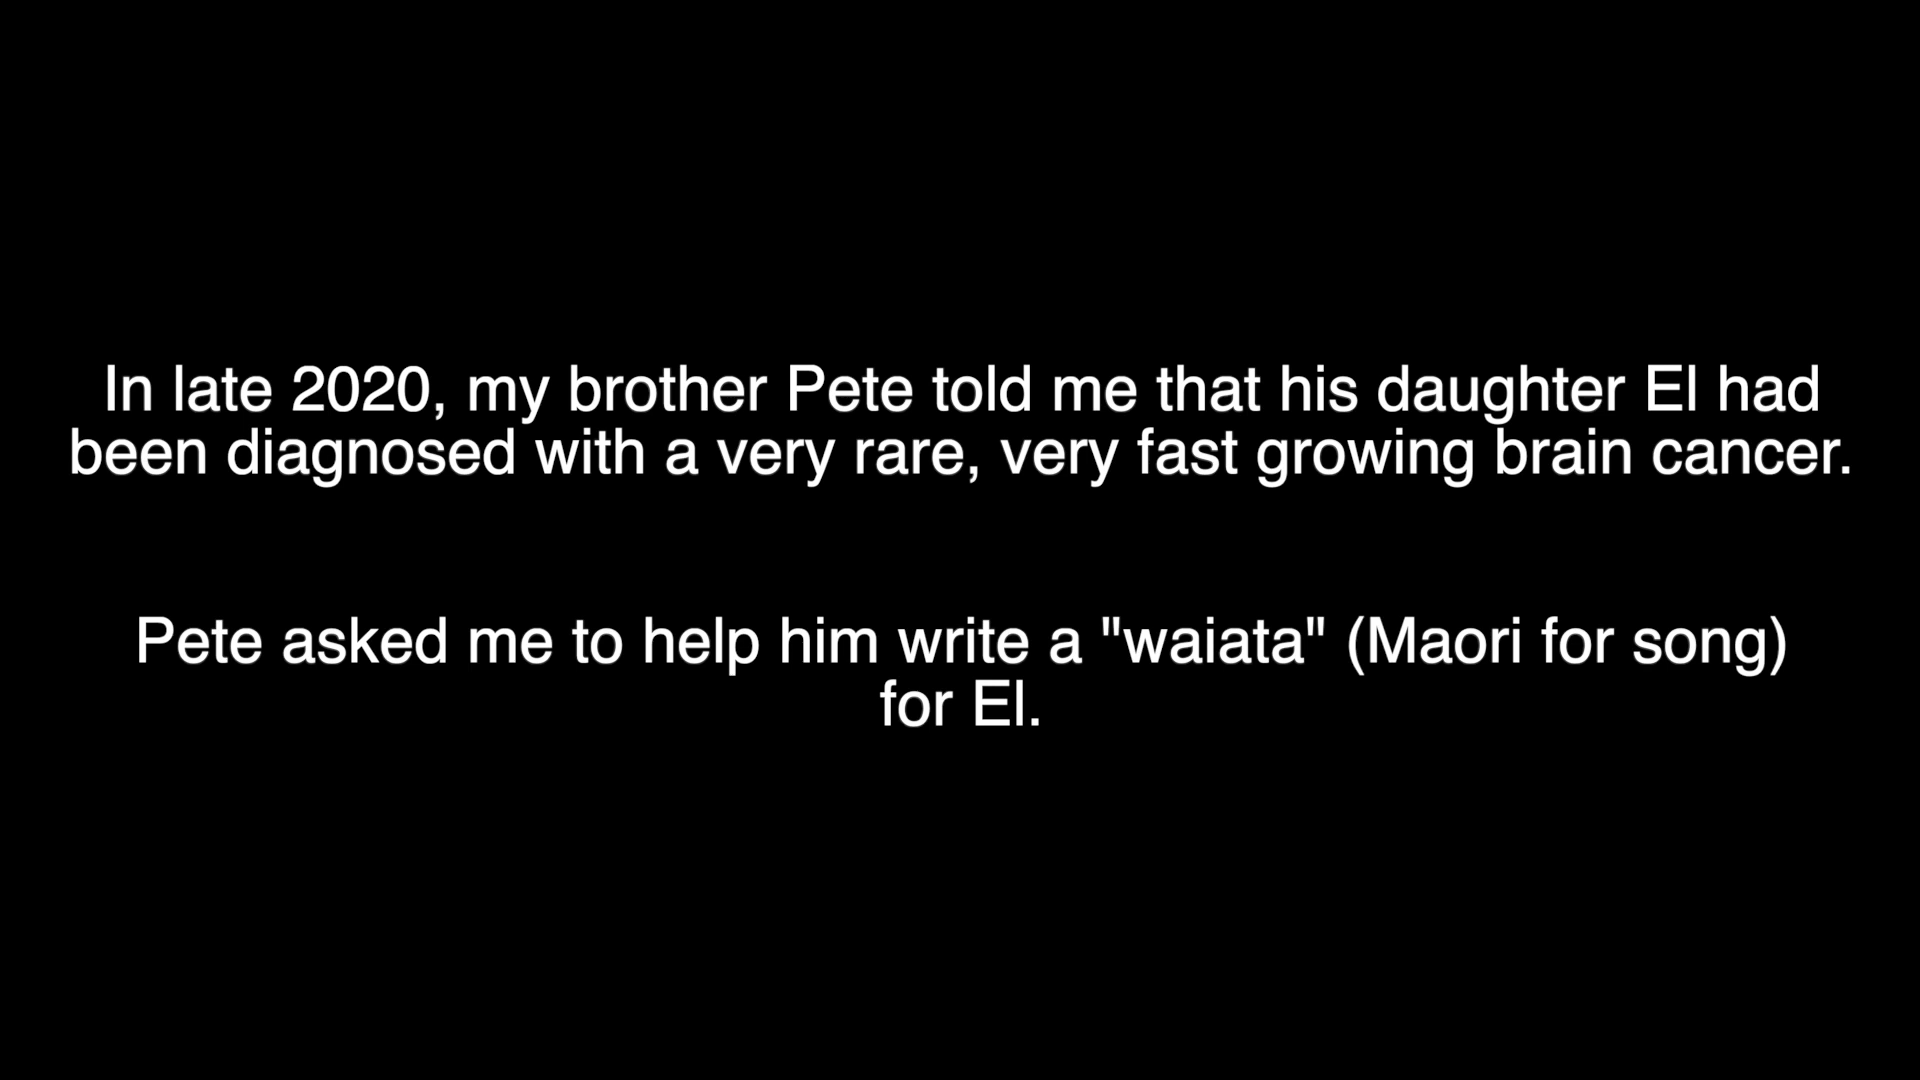 In late 2020, my brother Pete told me that his daughter El had
been diagnosed with a very rare, very fast growing brain cancer.
Pete asked me to help him write a "waiata" (Maori for song)
for El.